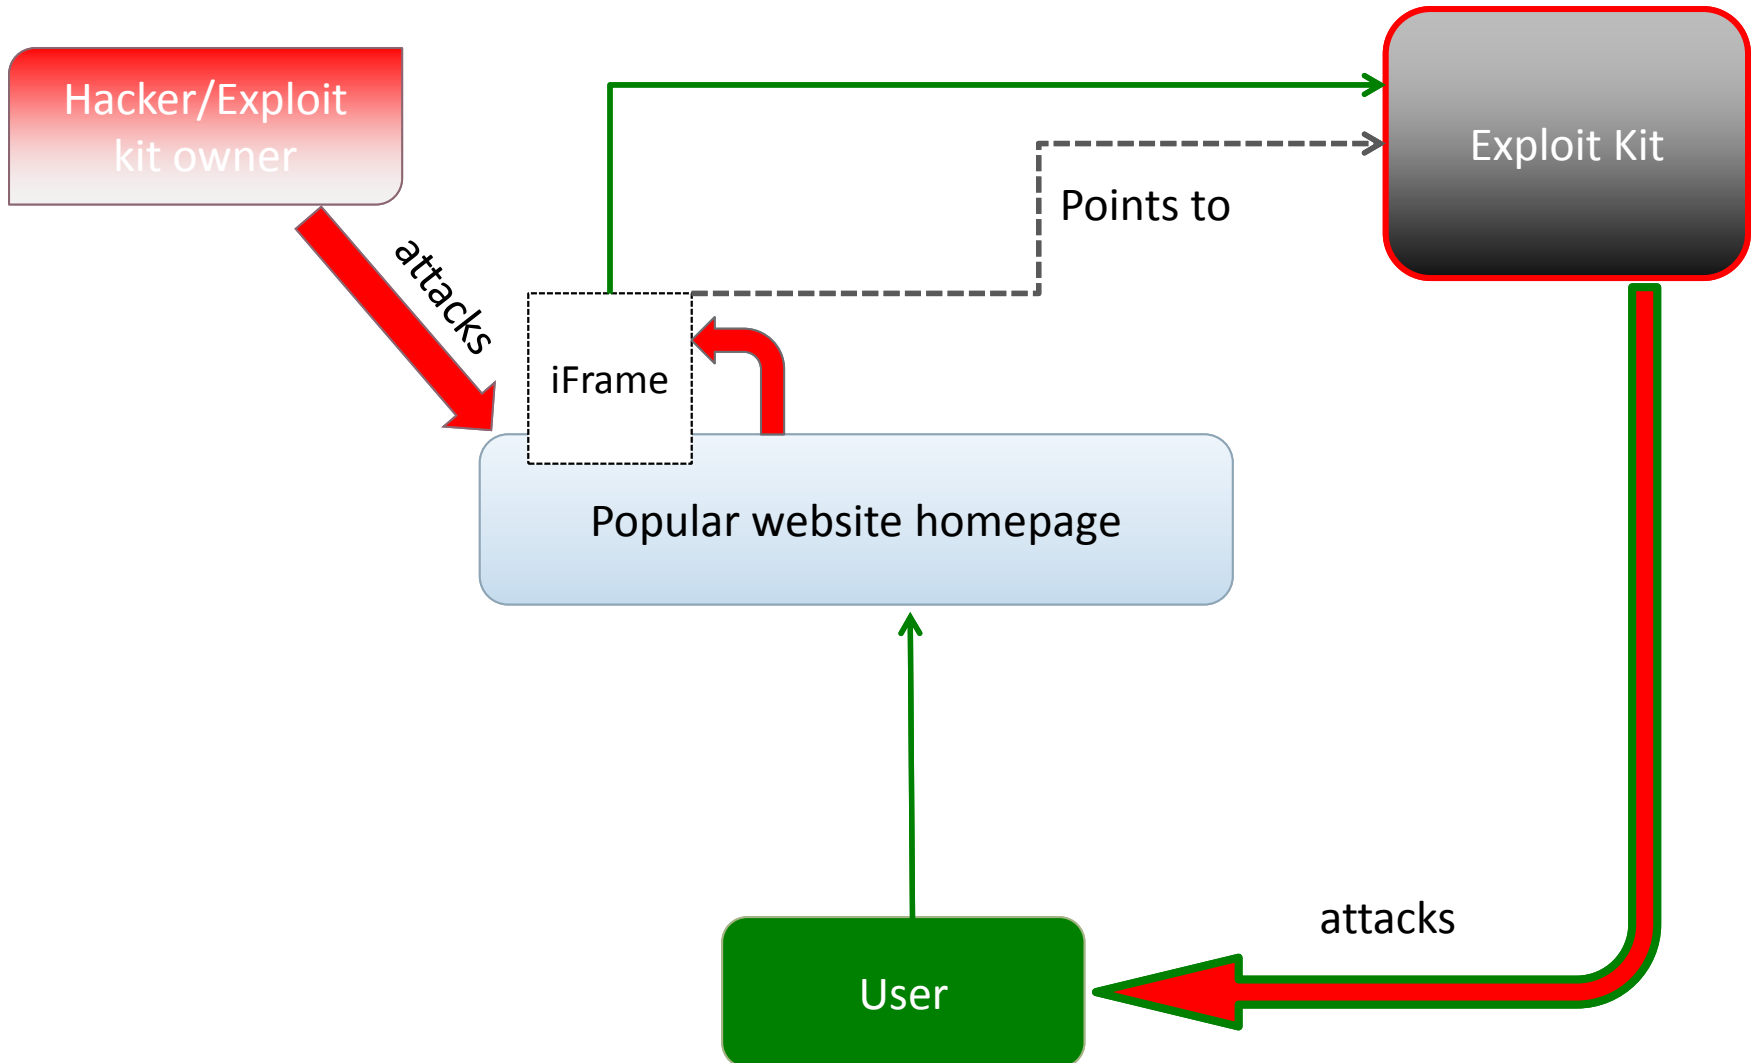 Hacker/Exploit
kit owner
Exploit Kit
Points to
attacks
iFrame
Popular website homepage
attacks
User